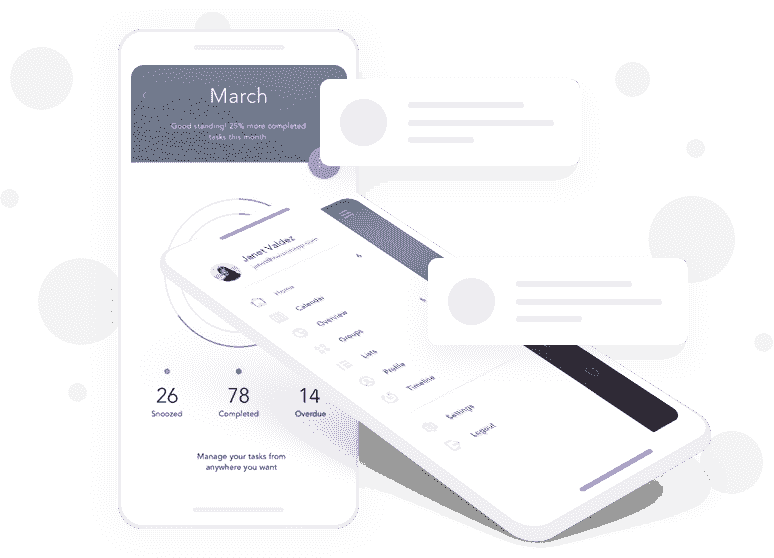 March
Good standing! 25% more completed
tasks this month
Janet Valdez
Home
Calendar
Overview
Groups
Lists
Profile
Timeline
Settings
Logout
26
Snoozed
78
Completed
14
Overdue
Manage your tasks from
anywhere you want